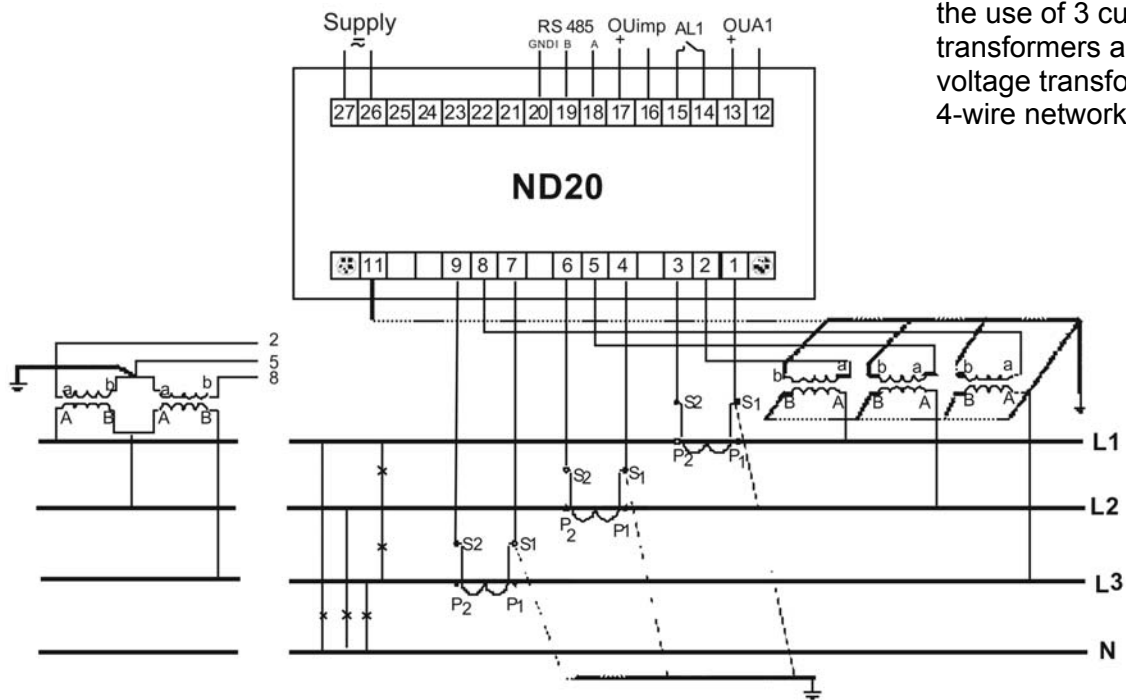 the use of 3 cu
transformers a
voltage transfo
4-wire network
Supply
RS 485 OUimp AL1 OUA1
GNDI B A + +
27 26 25 24 23 22 21 20 19 18 17 16 15 14 13 12
ND20
11 9 8 7 6 5 4 3 2 1
2
5
8
a b a b
A B A B
b a b a b a
B A B A B A
S2 S1
P2 P1
L1
S2 S1
P2 P1
L2
S2 S1
P2 P1
L3
N